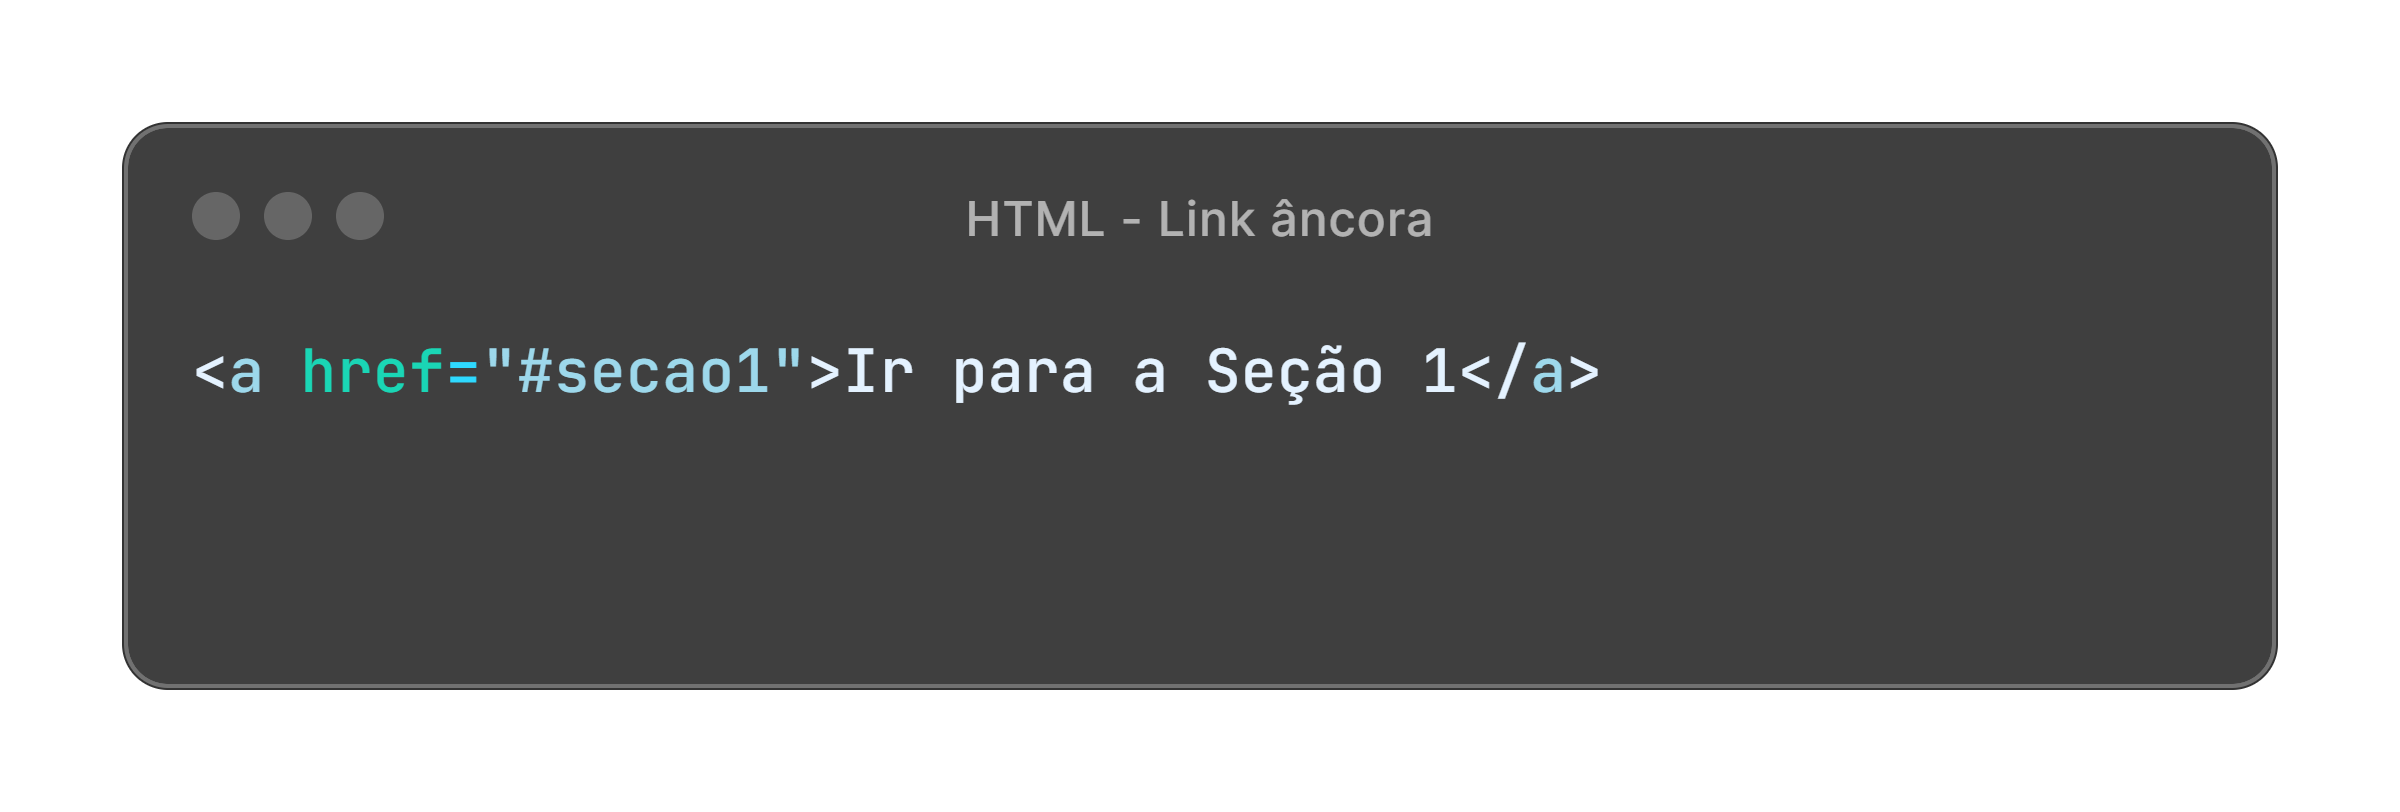 HTML - Link âncora
<a href="#secao1">Ir para a Seção 1</a>